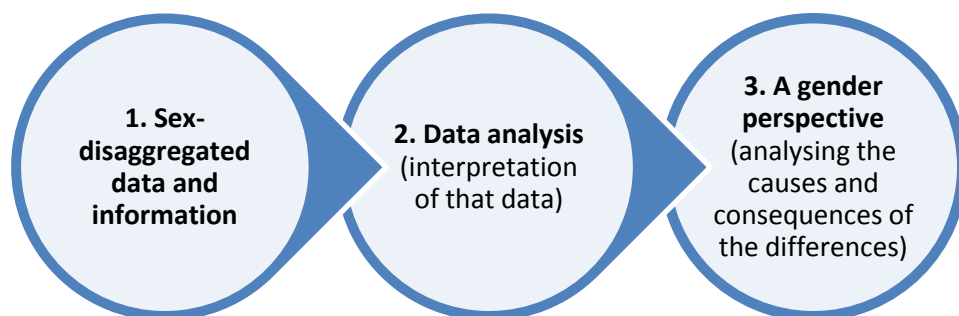 1. Sex-
disaggregated
data and
information
2. Data analysis
(interpretation
of that data)
3. A gender
perspective
(analysing the
causes and
consequences of
the differences)